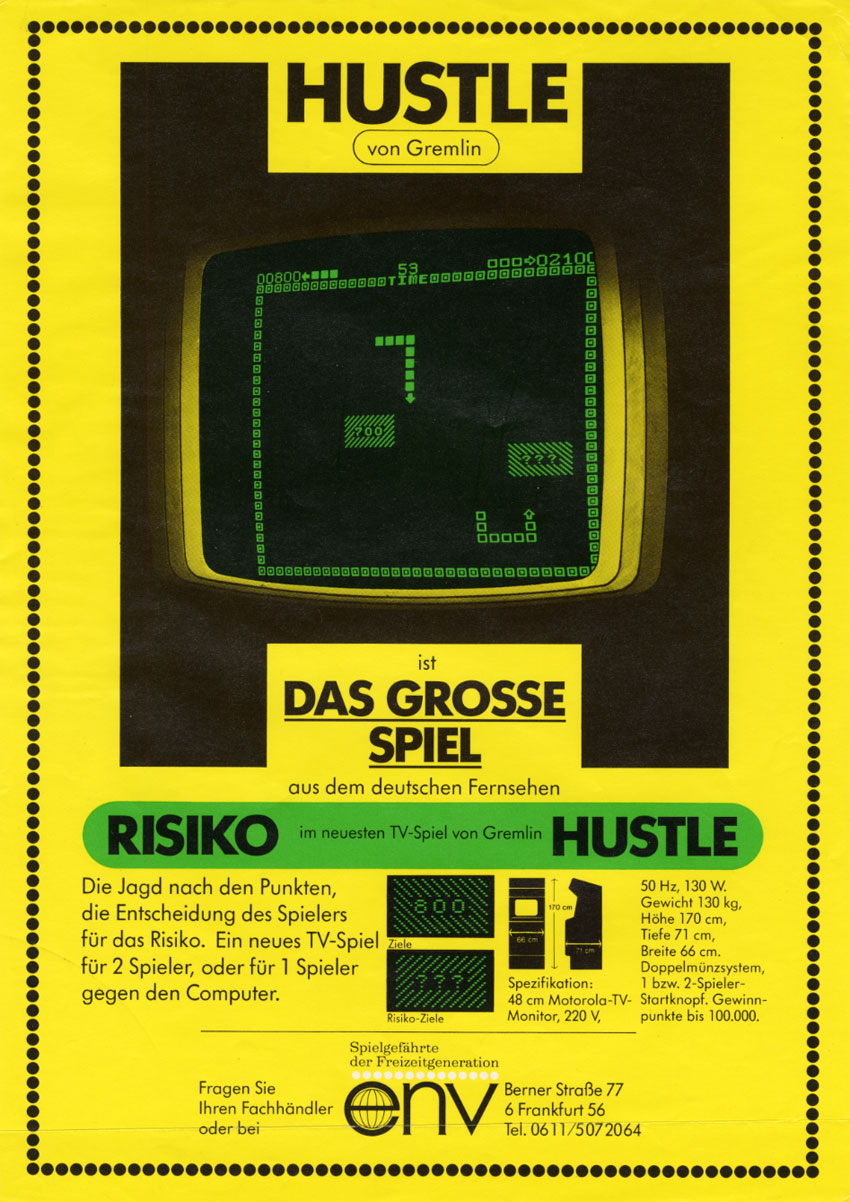 HUSTLE
von Gremlin
00800 53 02100
TIME
700
???
ist
DAS GROSSE
SPIEL
aus dem deutschen Fernsehen
RISIKO im neuesten TV-Spiel von Gremlin HUSTLE
Die Jagd nach den Punkten,
die Entscheidung des Spielers
für das Risiko. Ein neues TV-Spiel
für 2 Spieler, oder für 1 Spieler
gegen den Computer.
800
Ziele
???
Risiko-Ziele
170 cm
66 cm
71 cm
Spezifikation:
48 cm Motorola-TV-
Monitor, 220 V,
50 Hz, 130 W.
Gewicht 130 kg,
Höhe 170 cm,
Tiefe 71 cm,
Breite 66 cm.
Doppelmünzsystem,
1 bzw. 2-Spieler-
Startknopf. Gewinn-
punkte bis 100.000.
Spielgefährte
der Freizeitgeneration
Fragen Sie
Ihren Fachhändler
oder bei
env
Berner Straße 77
6 Frankfurt 56
Tel. 0611/5072064